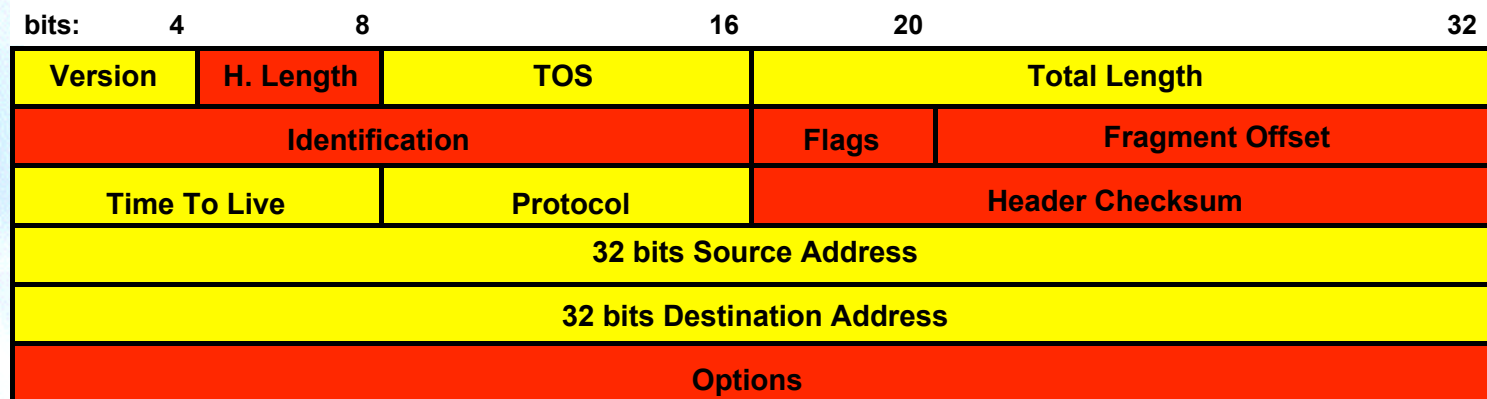 bits: 4 8 16 20 32
Version H. Length TOS Total Length
Identification Flags Fragment Offset
Time To Live Protocol Header Checksum
32 bits Source Address
32 bits Destination Address
Options